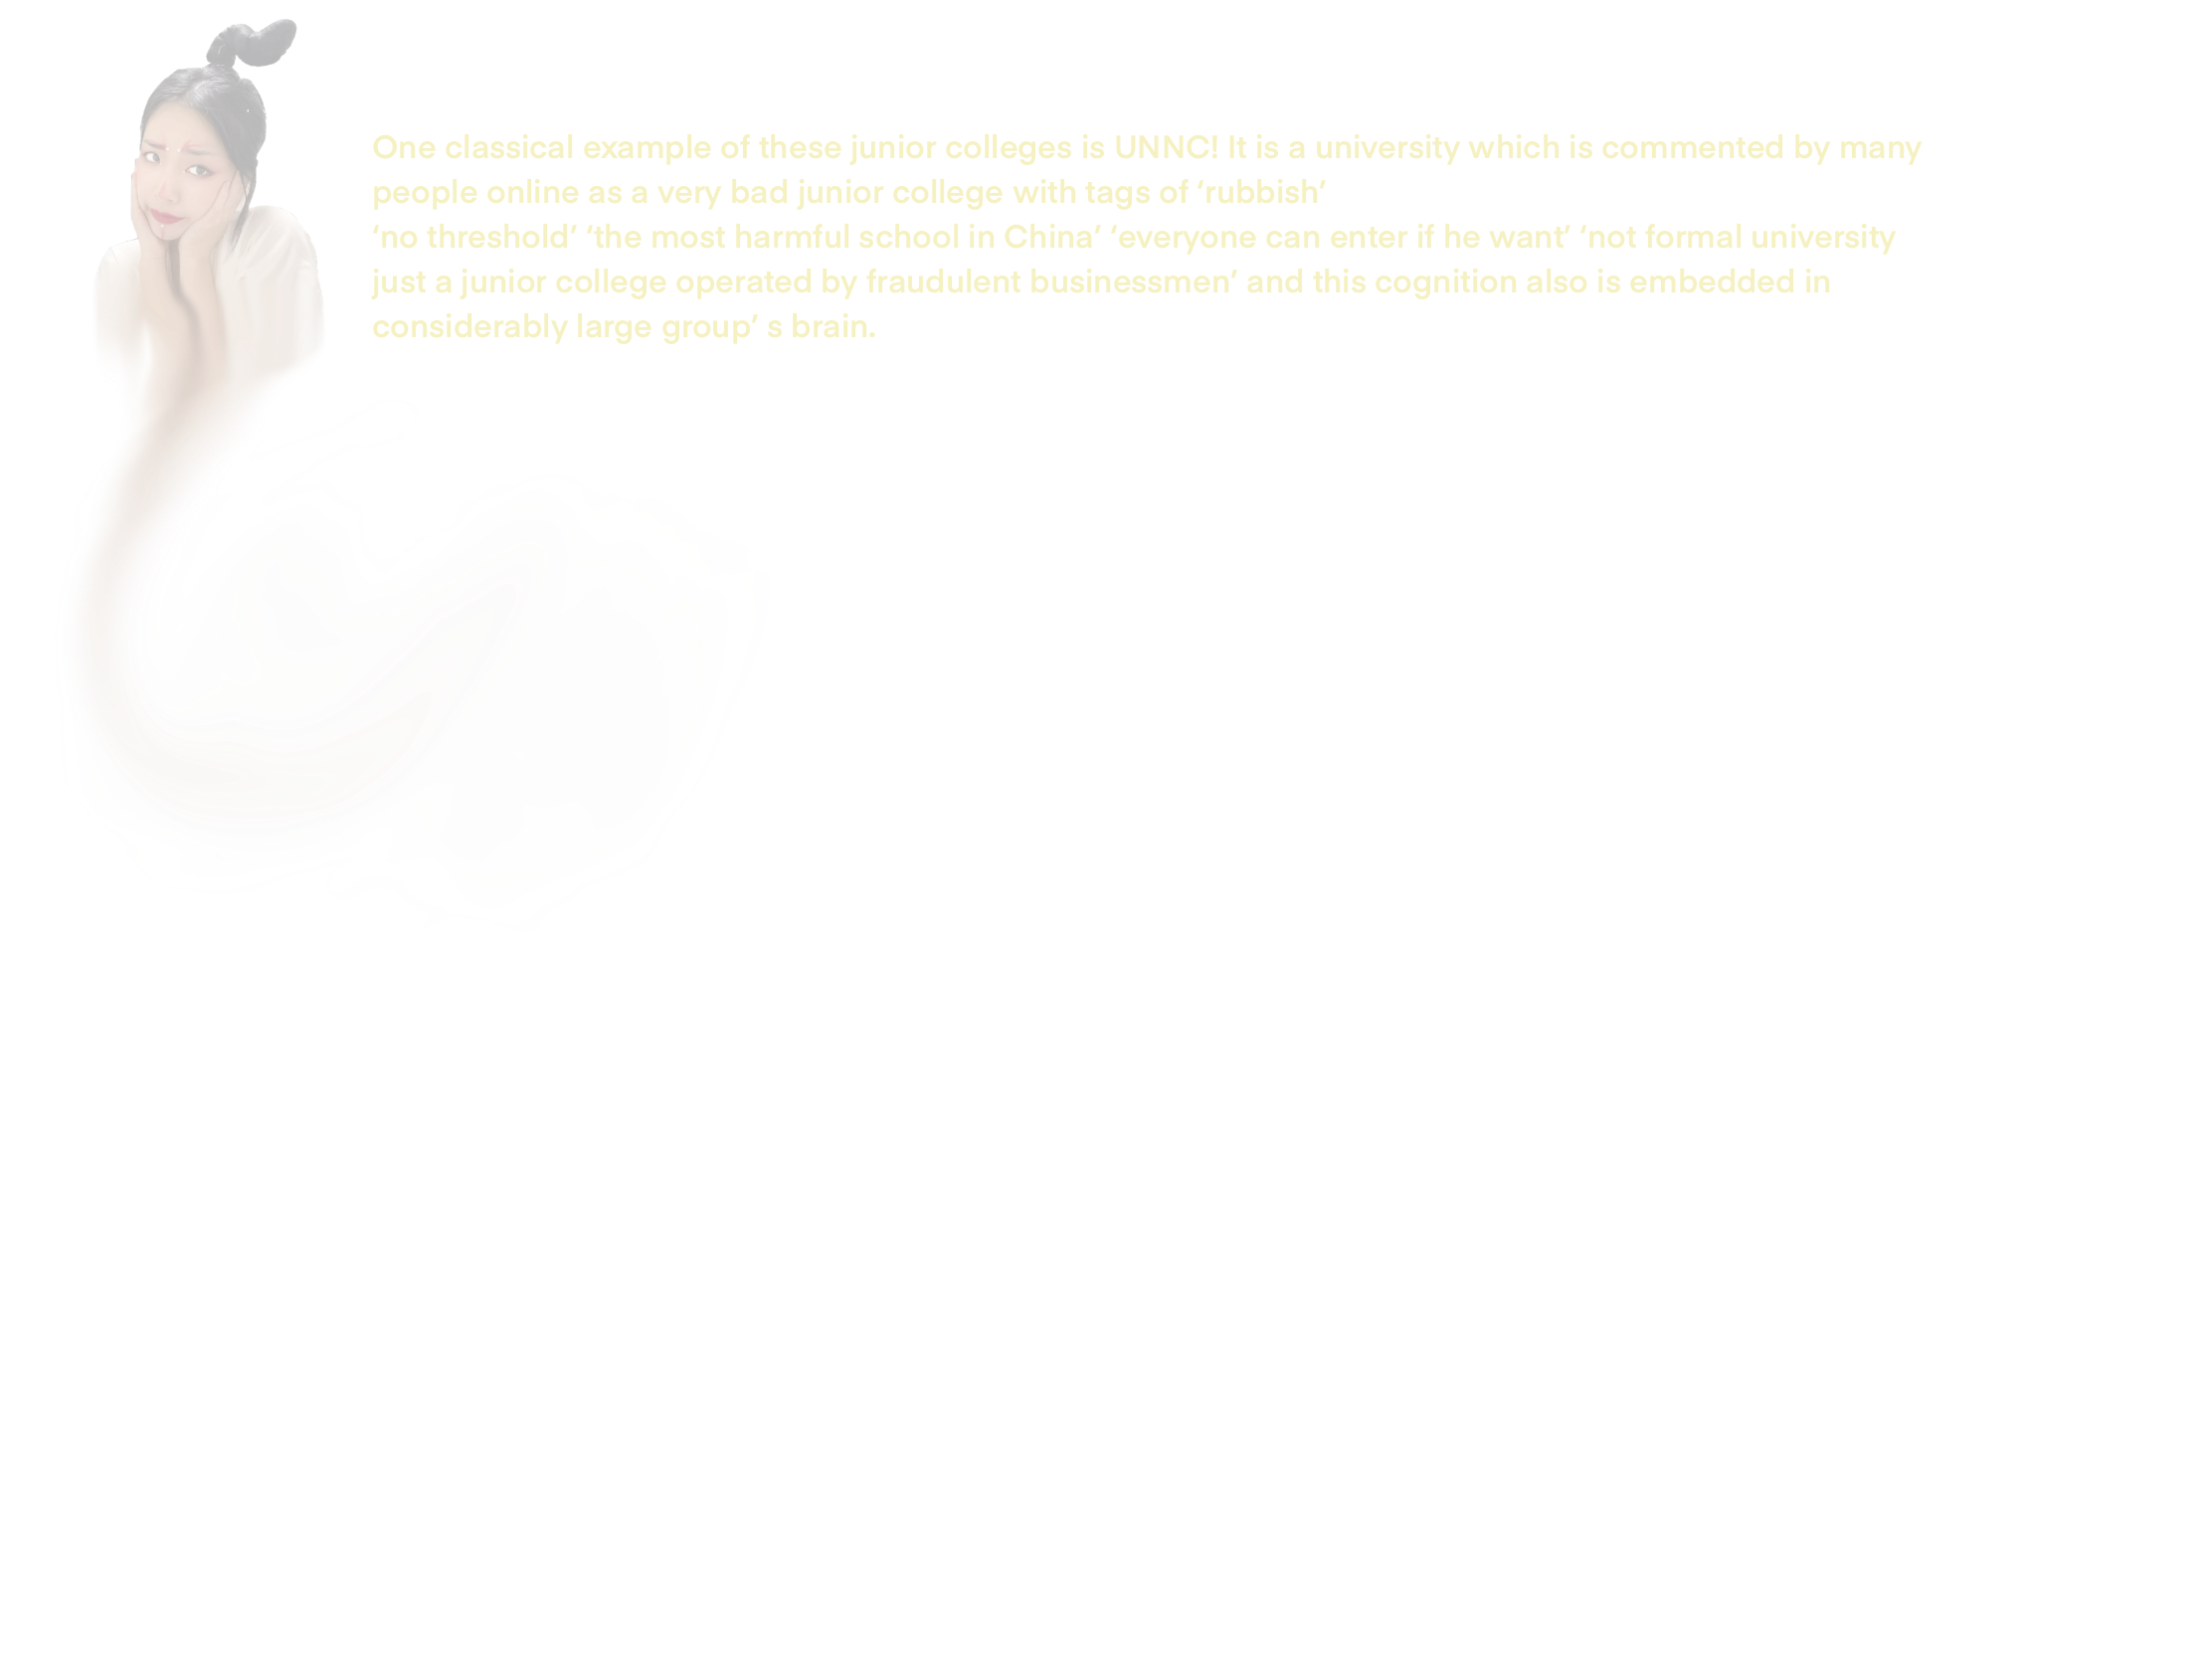 One classical example of these junior colleges is UNNC! It is a university which is commented by many
people online as a very bad junior college with tags of ‘rubbish’
‘no threshold’ ‘the most harmful school in China’ ‘everyone can enter if he want’ ‘not formal university
just a junior college operated by fraudulent businessmen’ and this cognition also is embedded in
considerably large group’ s brain.